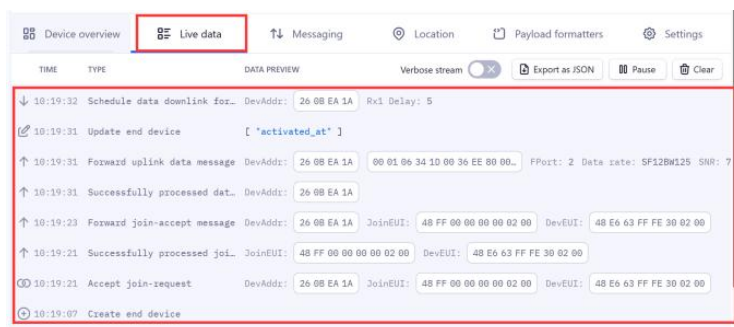 Device overview Live data Messaging Location Payload formatters Settings
TIME TYPE DATA PREVIEW Verbose stream Export as JSON Pause Clear
10:19:32 Schedule data downlink for… DevAddr: 26 0B EA 1A Rx1 Delay: 5
10:19:31 Update end device [ "activated_at" ]
10:19:31 Forward uplink data message DevAddr: 26 0B EA 1A 00 01 06 34 1D 00 36 EE 80 00… FPort: 2 Data rate: SF12BW125 SNR: 7
10:19:31 Successfully processed dat… DevAddr: 26 0B EA 1A
10:19:23 Forward join-accept message DevAddr: 26 0B EA 1A JoinEUI: 48 FF 00 00 00 00 02 00 DevEUI: 48 E6 63 FF FE 30 02 00
10:19:21 Successfully processed joi… JoinEUI: 48 FF 00 00 00 00 02 00 DevEUI: 48 E6 63 FF FE 30 02 00
10:19:21 Accept join-request DevAddr: 26 0B EA 1A JoinEUI: 48 FF 00 00 00 00 02 00 DevEUI: 48 E6 63 FF FE 30 02 00
10:19:07 Create end device